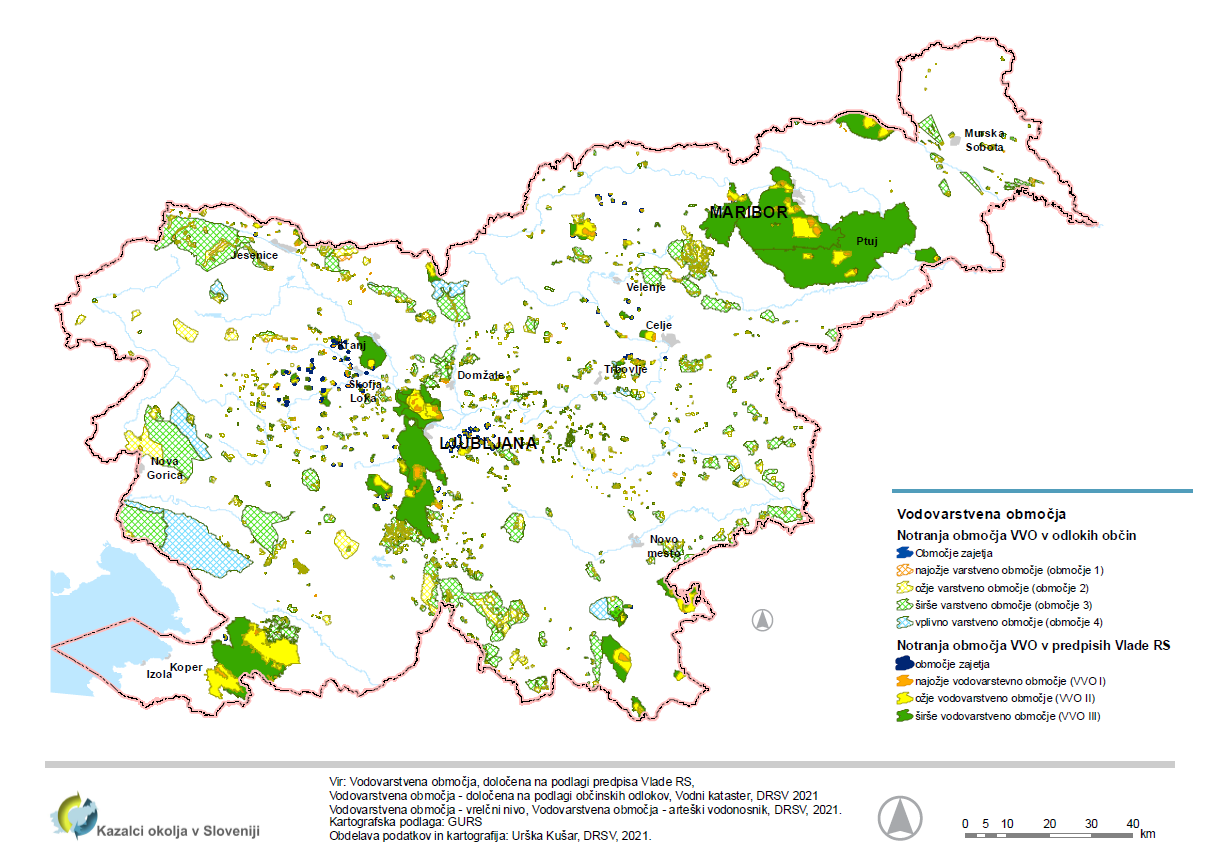 Murska
Sobota
MARIBOR
Ptuj
Jesenice
Velenje
Celje
Kranj
Trbovlje
Domžale
Škofja
Loka
LJUBLJANA
Nova
Gorica
Novo
mesto
Koper
Izola
Vodovarstvena območja
Notranja območja VVO v odlokih občin
Območje zajetja
najožje varstveno območje (območje 1)
ožje varstveno območje (območje 2)
širše varstveno območje (območje 3)
vplivno varstveno območje (območje 4)
Notranja območja VVO v predpisih Vlade RS
območje zajetja
najožje vodovarstevno območje (VVO I)
ožje vodovarstveno območje (VVO II)
širše vodovarstveno območje (VVO III)
Vir: Vodovarstvena območja, določena na podlagi predpisa Vlade RS,
Vodovarstvena območja - določena na podlagi občinskih odlokov, Vodni kataster, DRSV 2021
Vodovarstvena območja - vrelčni nivo, Vodovarstvena območja - arteški vodonosnik, DRSV, 2021.
Kartografska podlaga: GURS
Obdelava podatkov in kartografija: Urška Kušar, DRSV, 2021.
Kazalci okolja v Sloveniji
0 5 10 20 30 40
km